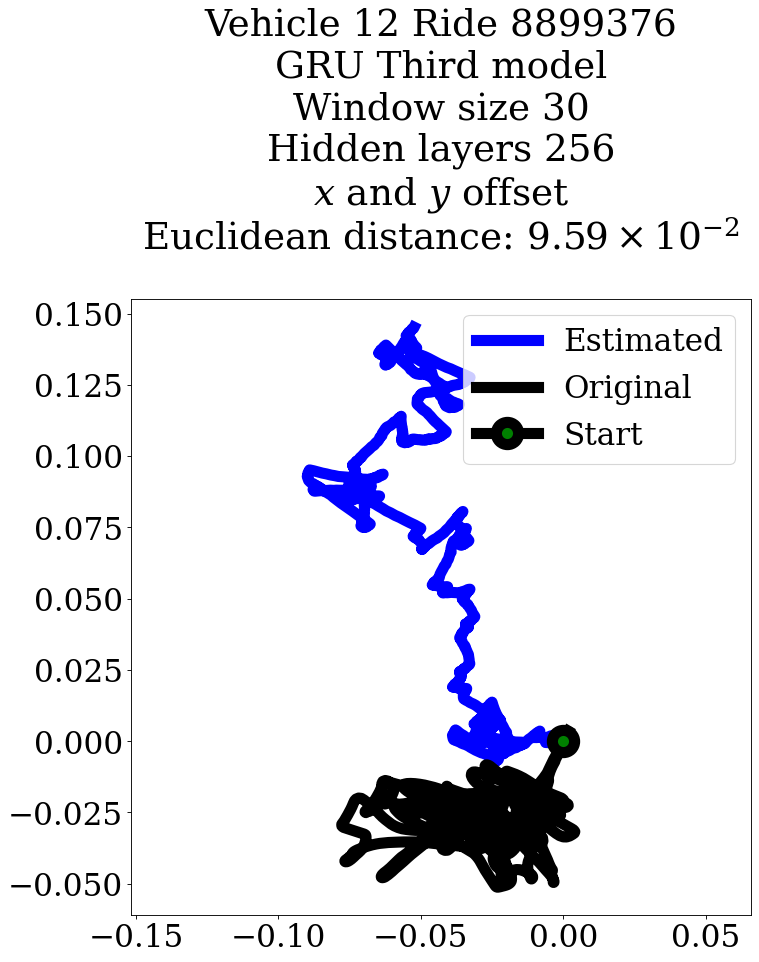 Vehicle 12 Ride 8899376
GRU Third model
Window size 30
Hidden layers 256
x and y offset
Euclidean distance: 9.59 × 10⁻²
Estimated
Original
Start
0.150
0.125
0.100
0.075
0.050
0.025
0.000
−0.025
−0.050
−0.15 −0.10 −0.05 0.00 0.05